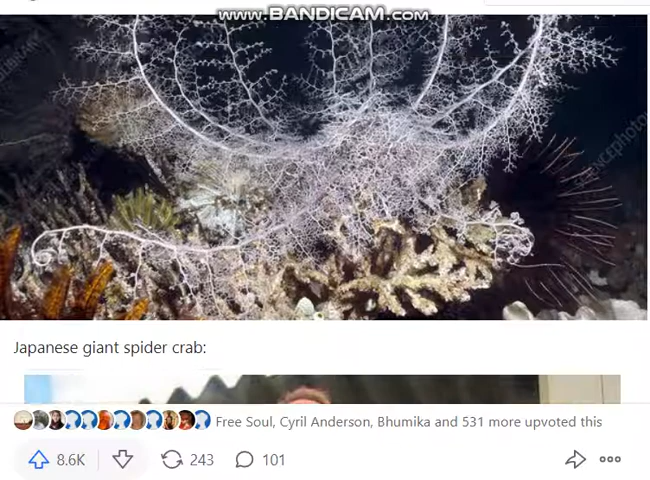 www.BANDICAM.com
Japanese giant spider crab:
Free Soul, Cyril Anderson, Bhumika and 531 more upvoted this
8.6K
243
101